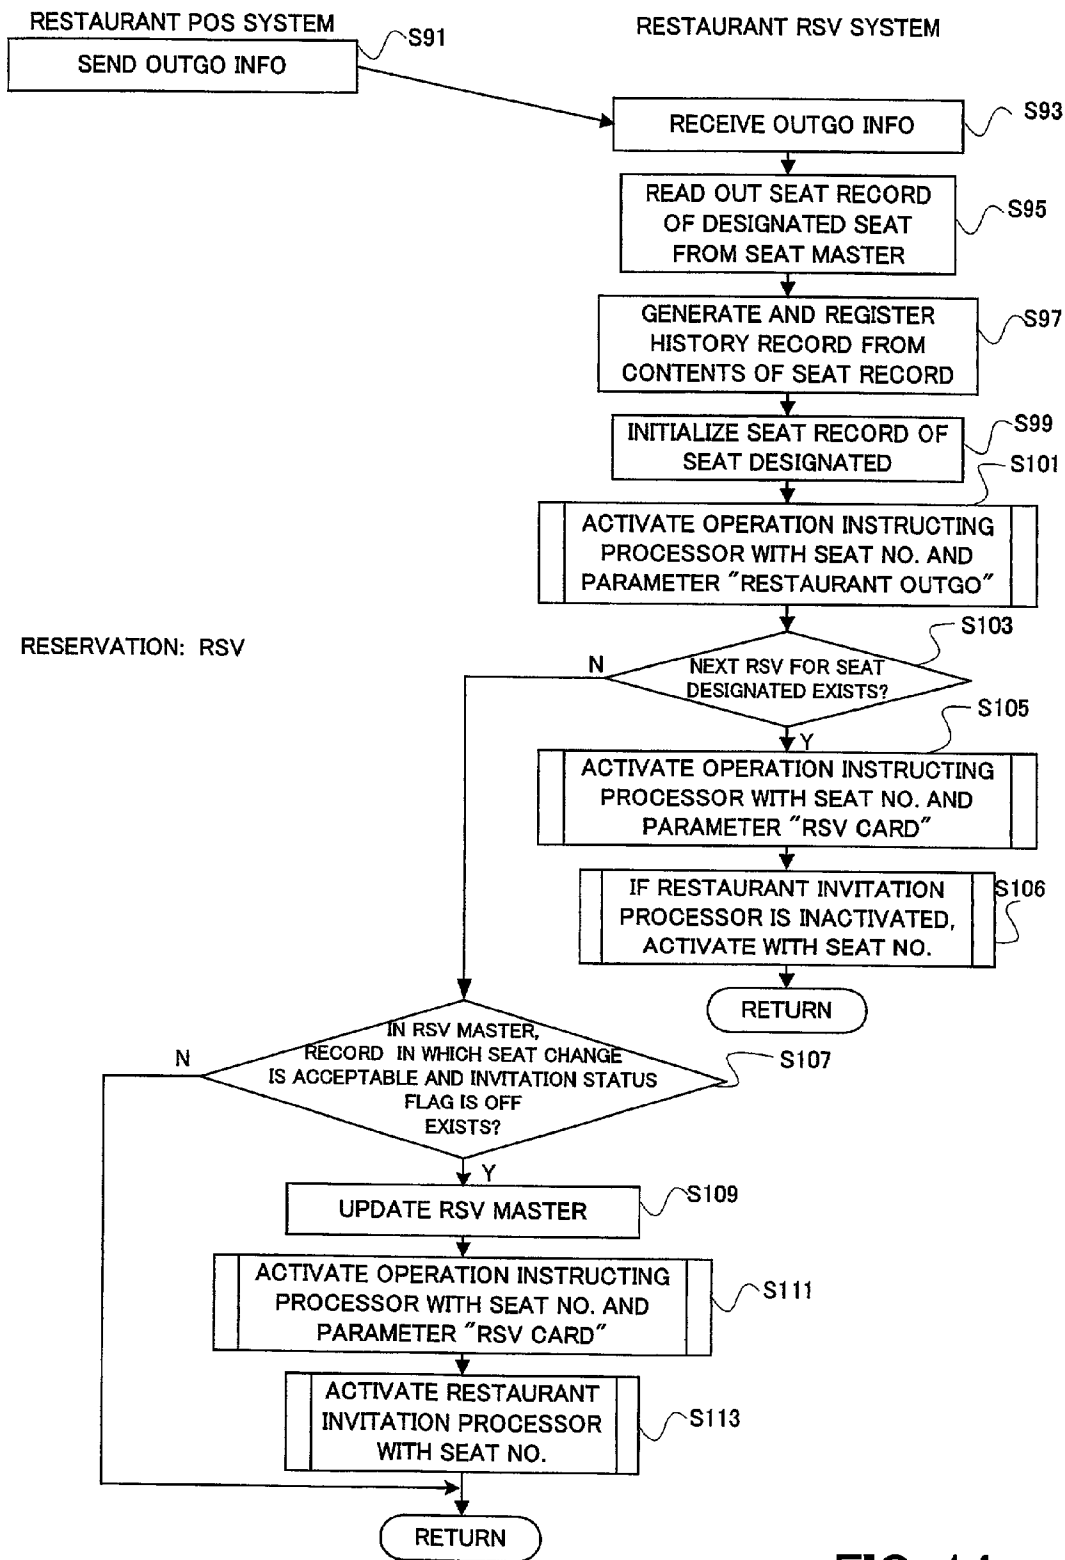 RESTAURANT POS SYSTEM
RESTAURANT RSV SYSTEM
S91
SEND OUTGO INFO
S93
RECEIVE OUTGO INFO
READ OUT SEAT RECORD
OF DESIGNATED SEAT
FROM SEAT MASTER
S95
GENERATE AND REGISTER
HISTORY RECORD FROM
CONTENTS OF SEAT RECORD
S97
INITIALIZE SEAT RECORD OF
SEAT DESIGNATED
S99
S101
ACTIVATE OPERATION INSTRUCTING
PROCESSOR WITH SEAT NO. AND
PARAMETER "RESTAURANT OUTGO"
RESERVATION: RSV
S103
N
NEXT RSV FOR SEAT
DESIGNATED EXISTS?
S105
Y
ACTIVATE OPERATION INSTRUCTING
PROCESSOR WITH SEAT NO. AND
PARAMETER "RSV CARD"
S106
IF RESTAURANT INVITATION
PROCESSOR IS INACTIVATED,
ACTIVATE WITH SEAT NO.
RETURN
N
IN RSV MASTER,
RECORD IN WHICH SEAT CHANGE
IS ACCEPTABLE AND INVITATION STATUS
FLAG IS OFF
EXISTS?
S107
Y
UPDATE RSV MASTER
S109
ACTIVATE OPERATION INSTRUCTING
PROCESSOR WITH SEAT NO. AND
PARAMETER "RSV CARD"
S111
ACTIVATE RESTAURANT
INVITATION PROCESSOR
WITH SEAT NO.
S113
RETURN